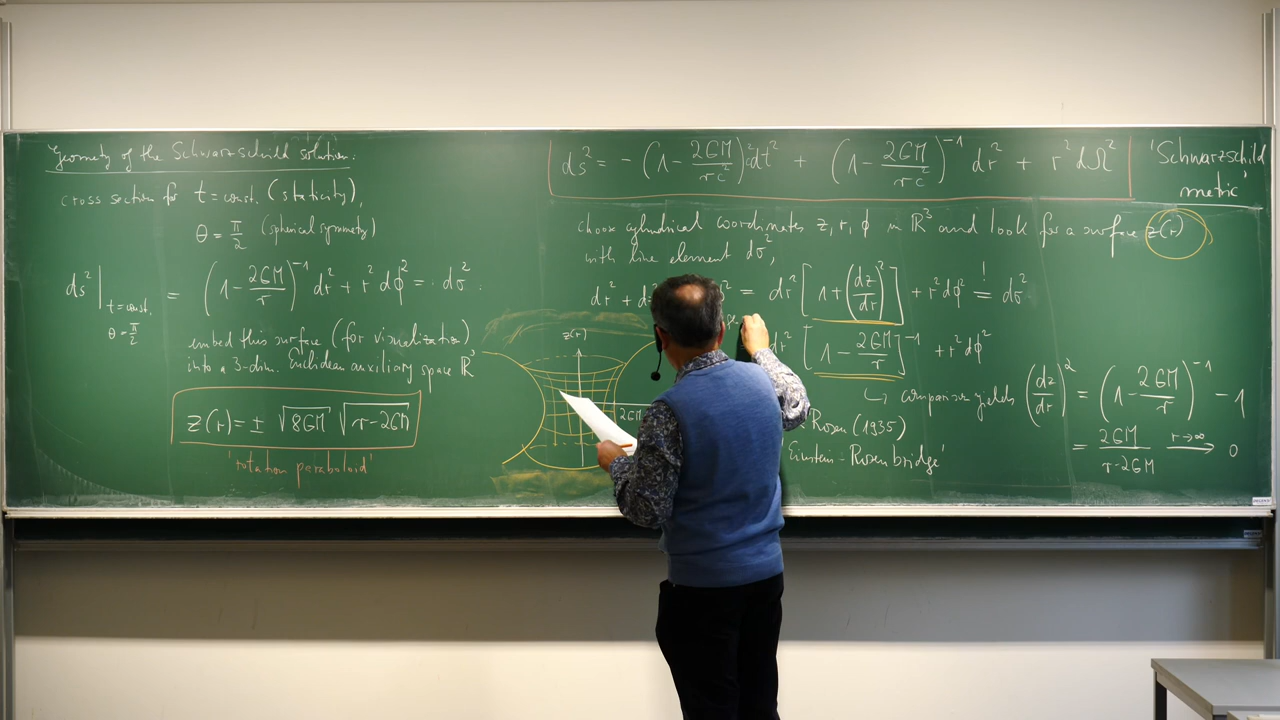 Geometry of the Schwarzschild solution:
cross section for t = const. (staticity),
θ = π/2 (spherical symmetry)
ds²|t=const. θ=π/2 = (1 - 2GM/r)⁻¹ dr² + r² dϕ² =: dσ².
embed this surface (for visualization)
into a 3-dim. Euclidean auxiliary space ℝ³
z(r) = ± √8GM √r-2GM
'rotation paraboloid'
z(r)
2GM
ds² = - (1 - 2GM/rc²) c²dt² + (1 - 2GM/rc²)⁻¹ dr² + r² dΩ²
'Schwarzschild
metric'
choose cylindrical coordinates z, r, ϕ in ℝ³ and look for a surface z(r)
with line element dσ²,
dr² + dz² = dr² [1 + (dz/dr)²] + r² dϕ² =! dσ²
dr² [1 - 2GM/r]⁻¹ + r² dϕ²
↳ comparison yields (dz/dr)² = (1 - 2GM/r)⁻¹ - 1
= 2GM/r-2GM r→∞ → 0
Rosen (1935)
Einstein-Rosen bridge'